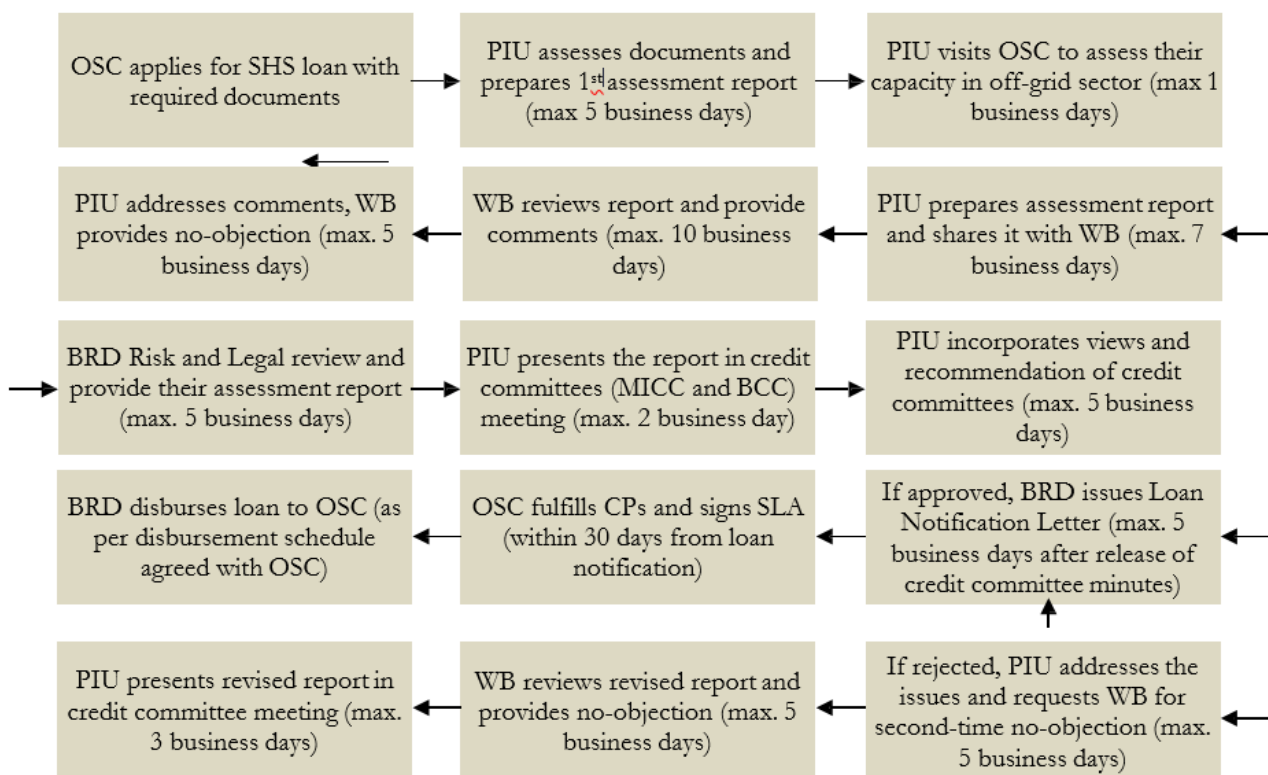 OSC applies for SHS loan with
required documents
PIU assesses documents and
prepares 1st assessment report
(max 5 business days)
PIU visits OSC to assess their
capacity in off-grid sector (max 1
business days)
PIU addresses comments, WB
provides no-objection (max. 5
business days)
WB reviews report and provide
comments (max. 10 business
days)
PIU prepares assessment report
and shares it with WB (max. 7
business days)
BRD Risk and Legal review and
provide their assessment report
(max. 5 business days)
PIU presents the report in credit
committees (MICC and BCC)
meeting (max. 2 business day)
PIU incorporates views and
recommendation of credit
committees (max. 5 business
days)
BRD disburses loan to OSC (as
per disbursement schedule
agreed with OSC)
OSC fulfills CPs and signs SLA
(within 30 days from loan
notification)
If approved, BRD issues Loan
Notification Letter (max. 5
business days after release of
credit committee minutes)
PIU presents revised report in
credit committee meeting (max.
3 business days)
WB reviews revised report and
provides no-objection (max. 5
business days)
If rejected, PIU addresses the
issues and requests WB for
second-time no-objection (max.
5 business days)